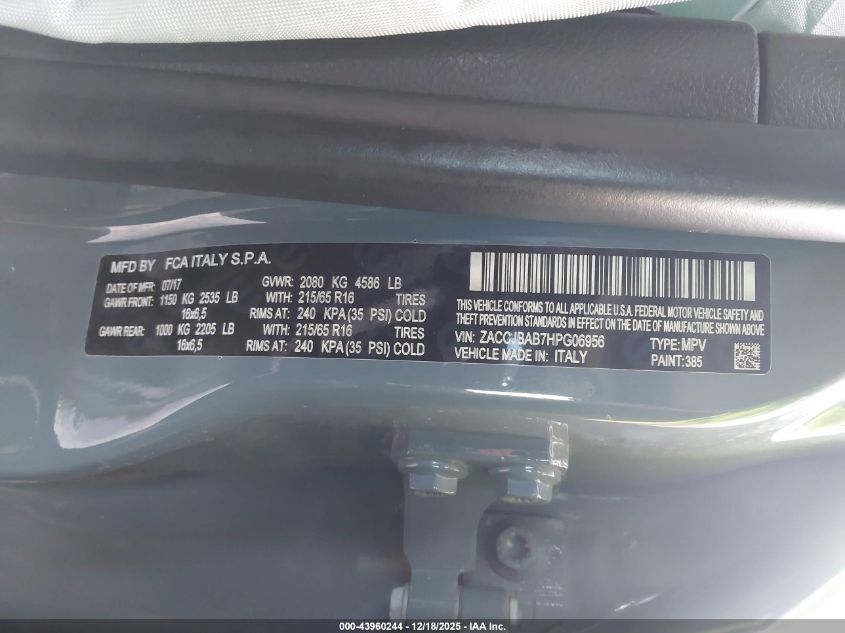 MFD BY FCA ITALY S.P.A.
DATE OF MFR 07/17 GVWR: 2080 KG 4586 LB
GAWR FRONT: 1150 KG 2535 LB WITH: 215/65 R16 TIRES
16x6,5 RIMS AT: 240 KPA(35 PSI) COLD
GAWR REAR: 1000 KG 2205 LB WITH: 215/65 R16 TIRES
16x6,5 RIMS AT: 240 KPA(35 PSI) COLD
THIS VEHICLE CONFORMS TO ALL APPLICABLE U.S.A. FEDERAL MOTOR VEHICLE SAFETY
AND THEFT PREVENTION STANDARDS IN EFFECT ON THE DATE OF MANUFACTURE SHOWN ABOVE.
VIN: ZACCJBAB7HPG06956 TYPE: MPV
VEHICLE MADE IN: ITALY PAINT: 385
000-43960244 - 12/18/2025 - IAA Inc.